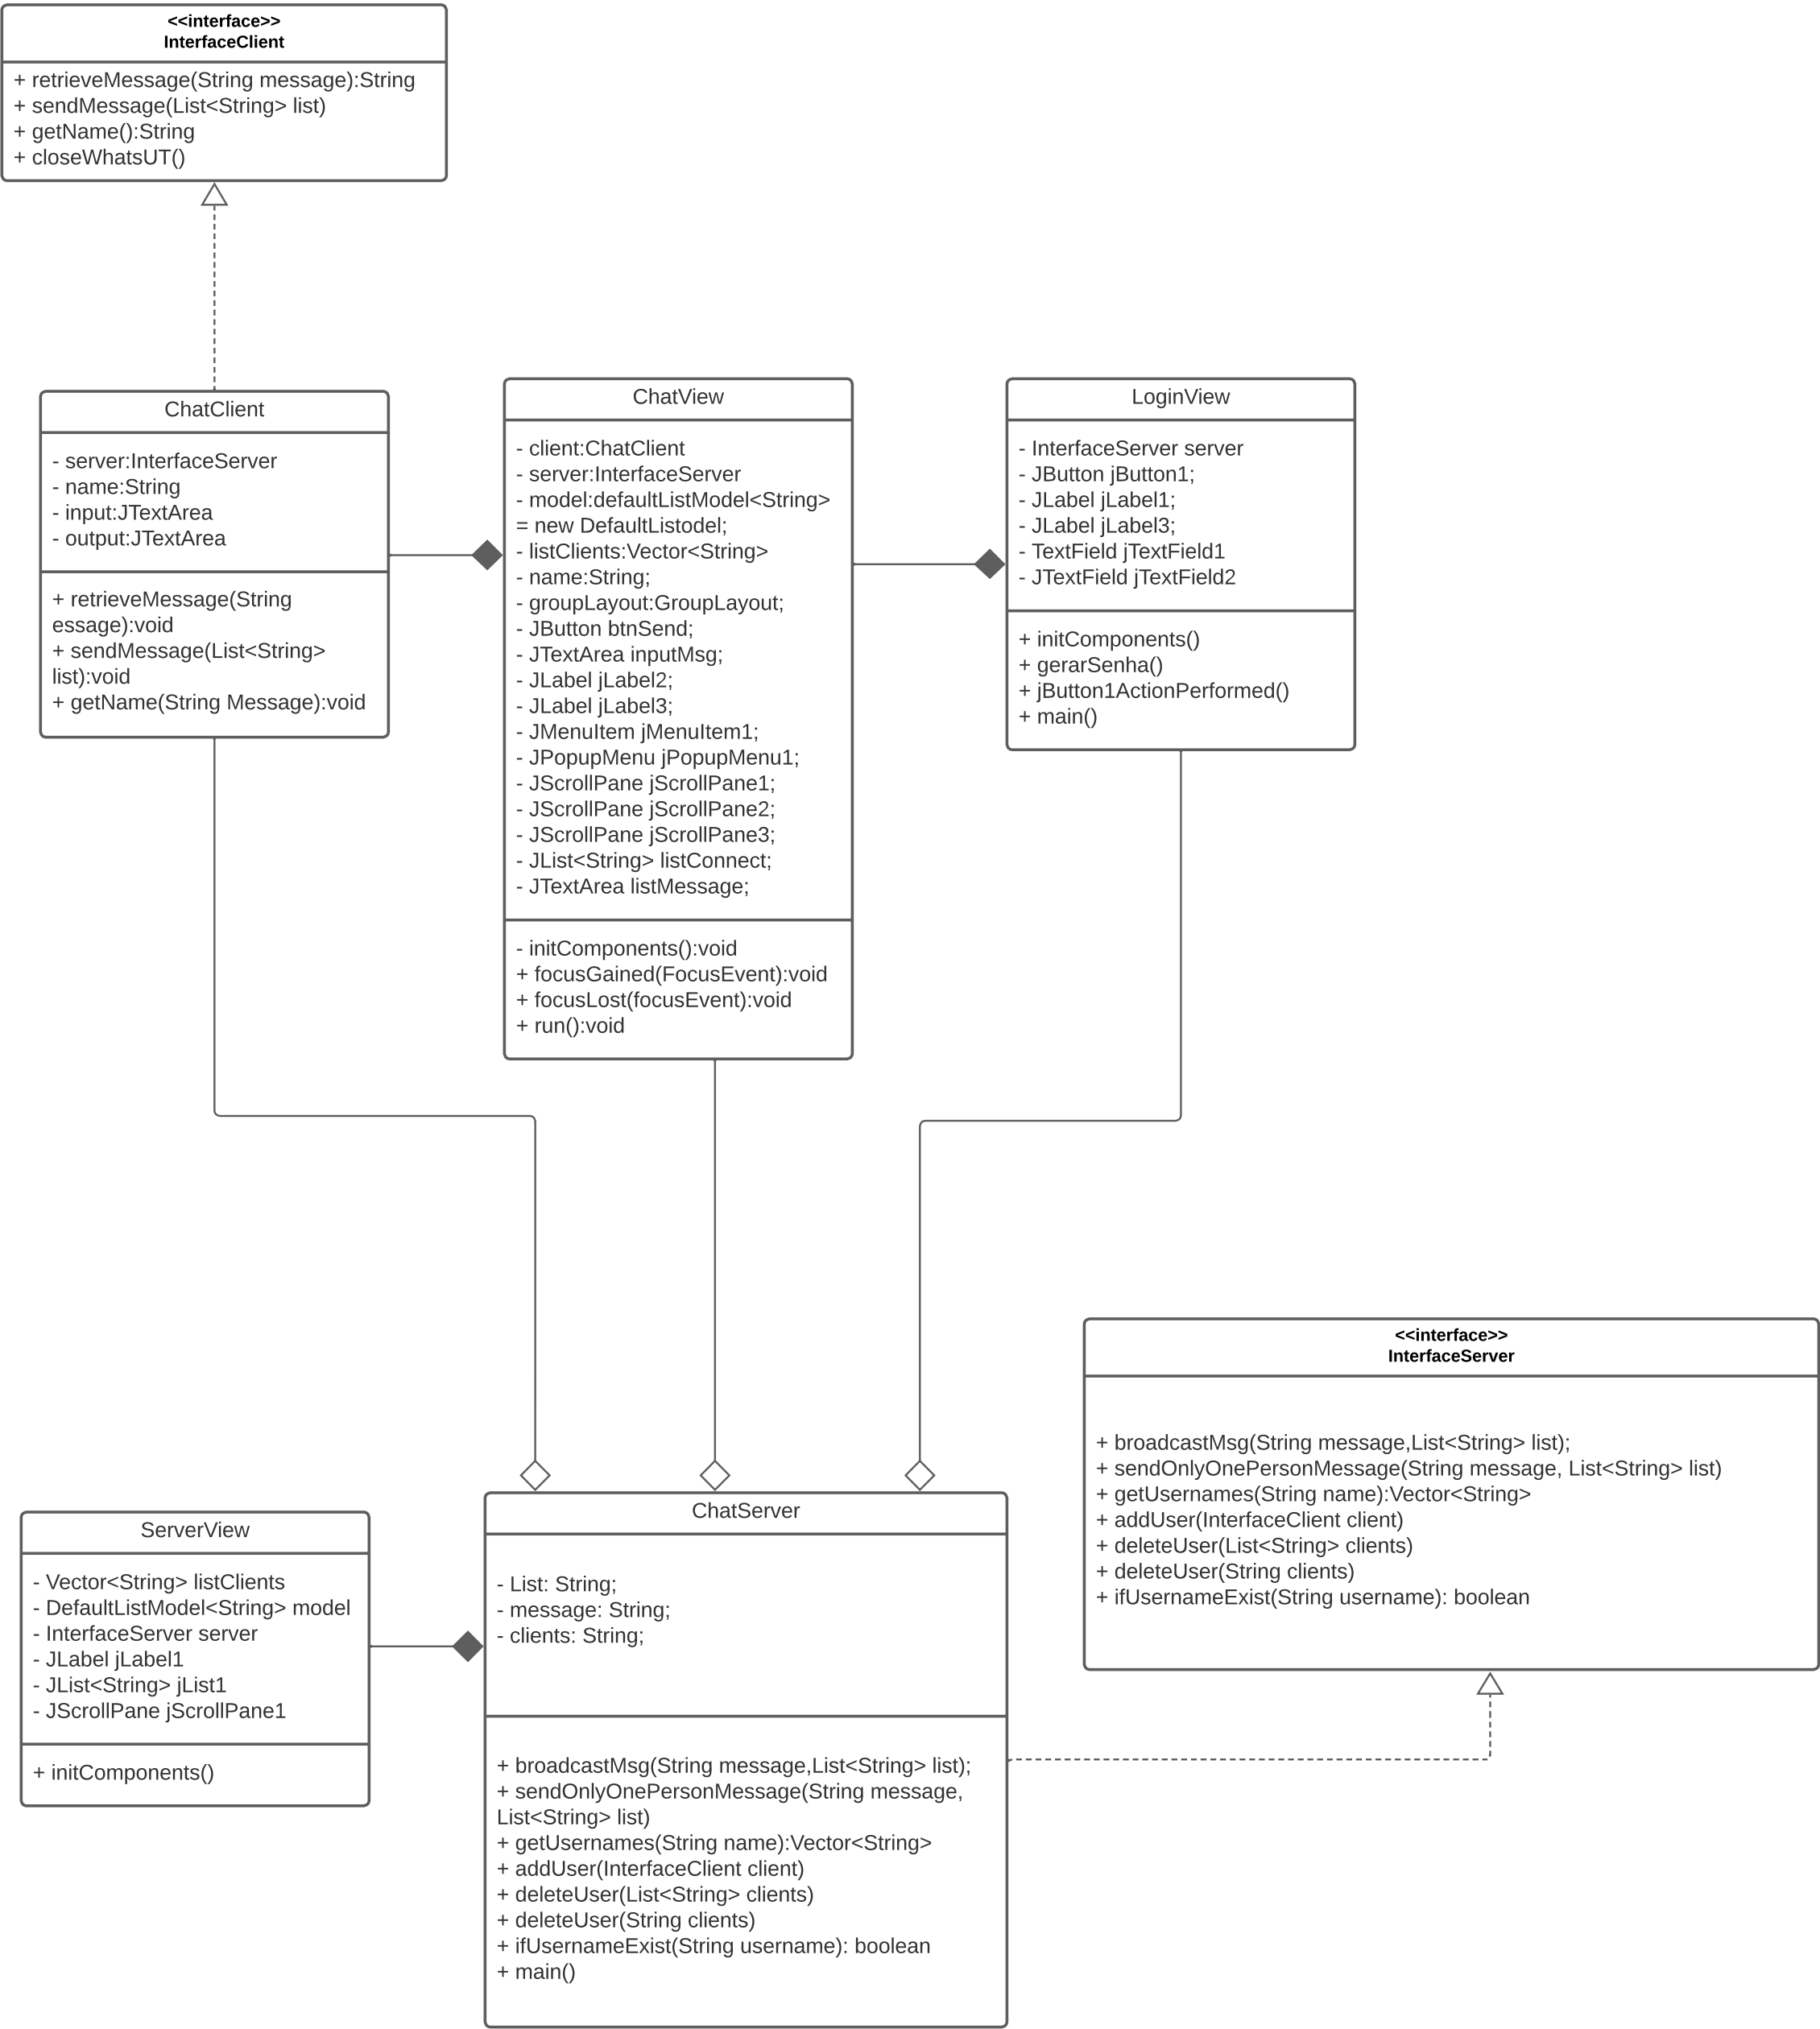 <<interface>>
InterfaceClient
+ retrieveMessage(String message):String
+ sendMessage(List<String> list)
+ getName():String
+ closeWhatsUT()
ChatClient
- server:InterfaceServer
- name:String
- input:JTextArea
- output:JTextArea
+ retrieveMessage(String
essage):void
+ sendMessage(List<String>
list):void
+ getName(String Message):void
ChatView
- client:ChatClient
- server:InterfaceServer
- model:defaultListModel<String>
= new DefaultListodel;
- listClients:Vector<String>
- name:String;
- groupLayout:GroupLayout;
- JButton btnSend;
- JTextArea inputMsg;
- JLabel jLabel2;
- JLabel jLabel3;
- JMenuItem jMenuItem1;
- JPopupMenu jPopupMenu1;
- JScrollPane jScrollPane1;
- JScrollPane jScrollPane2;
- JScrollPane jScrollPane3;
- JList<String> listConnect;
- JTextArea listMessage;
- initComponents():void
+ focusGained(FocusEvent):void
+ focusLost(focusEvent):void
+ run():void
LoginView
- InterfaceServer server
- JButton jButton1;
- JLabel jLabel1;
- JLabel jLabel3;
- TextField jTextField1
- JTextField jTextField2
+ initComponents()
+ gerarSenha()
+ jButton1ActionPerformed()
+ main()
<<interface>>
InterfaceServer
+ broadcastMsg(String message,List<String> list);
+ sendOnlyOnePersonMessage(String message, List<String> list)
+ getUsernames(String name):Vector<String>
+ addUser(InterfaceClient client)
+ deleteUser(List<String> clients)
+ deleteUser(String clients)
+ ifUsernameExist(String username): boolean
ServerView
- Vector<String> listClients
- DefaultListModel<String> model
- InterfaceServer server
- JLabel jLabel1
- JList<String> jList1
- JScrollPane jScrollPane1
+ initComponents()
ChatServer
- List: String;
- message: String;
- clients: String;
+ broadcastMsg(String message,List<String> list);
+ sendOnlyOnePersonMessage(String message,
List<String> list)
+ getUsernames(String name):Vector<String>
+ addUser(InterfaceClient client)
+ deleteUser(List<String> clients)
+ deleteUser(String clients)
+ ifUsernameExist(String username): boolean
+ main()